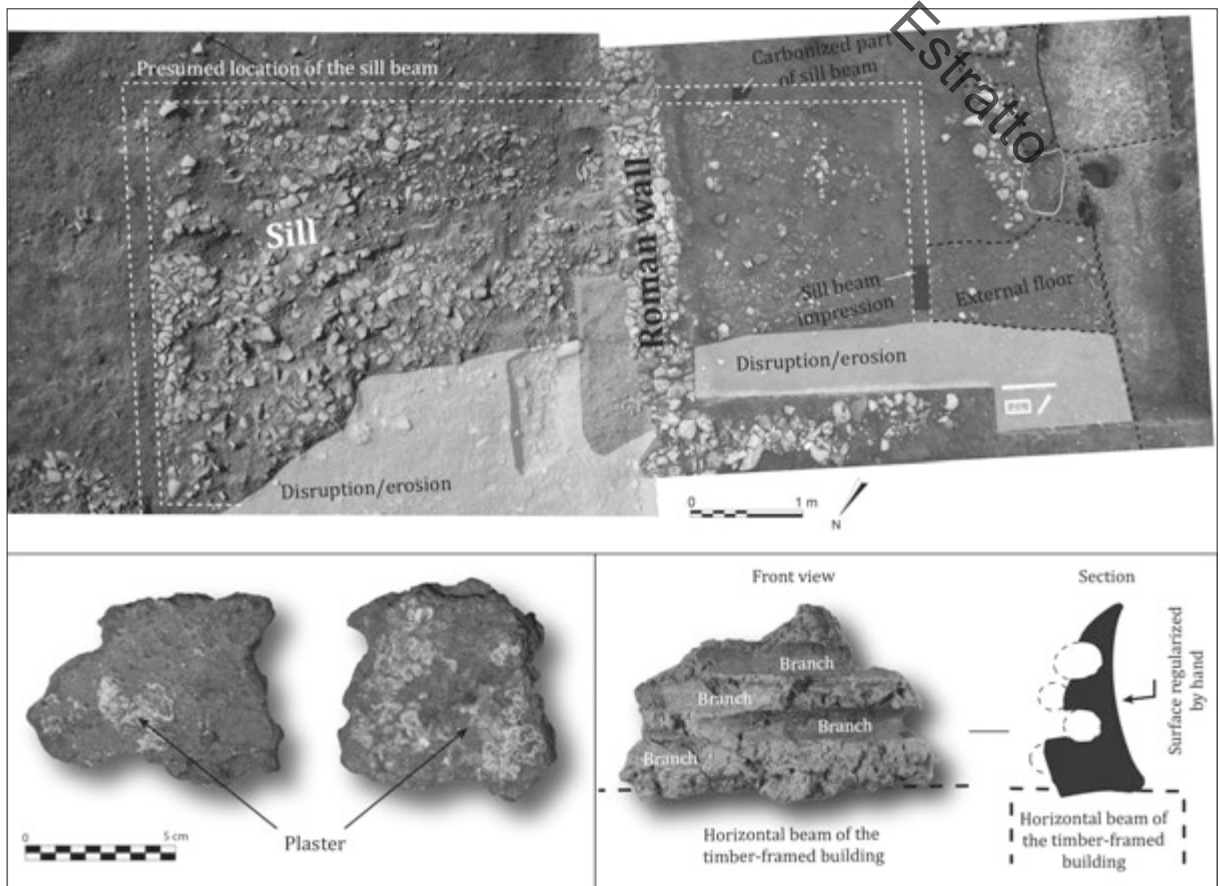 Estratto
Presumed location of the sill beam
Carbonized part
of sill beam
Sill
Roman wall
Sill beam
impression
External floor
Disruption/erosion
Disruption/erosion
0 1 m
N
Front view
Section
Branch
Branch
Branch
Branch
Surface regularized
by hand
Plaster
0 5 cm
Horizontal beam of the
timber-framed building
Horizontal beam of
the timber-framed
building